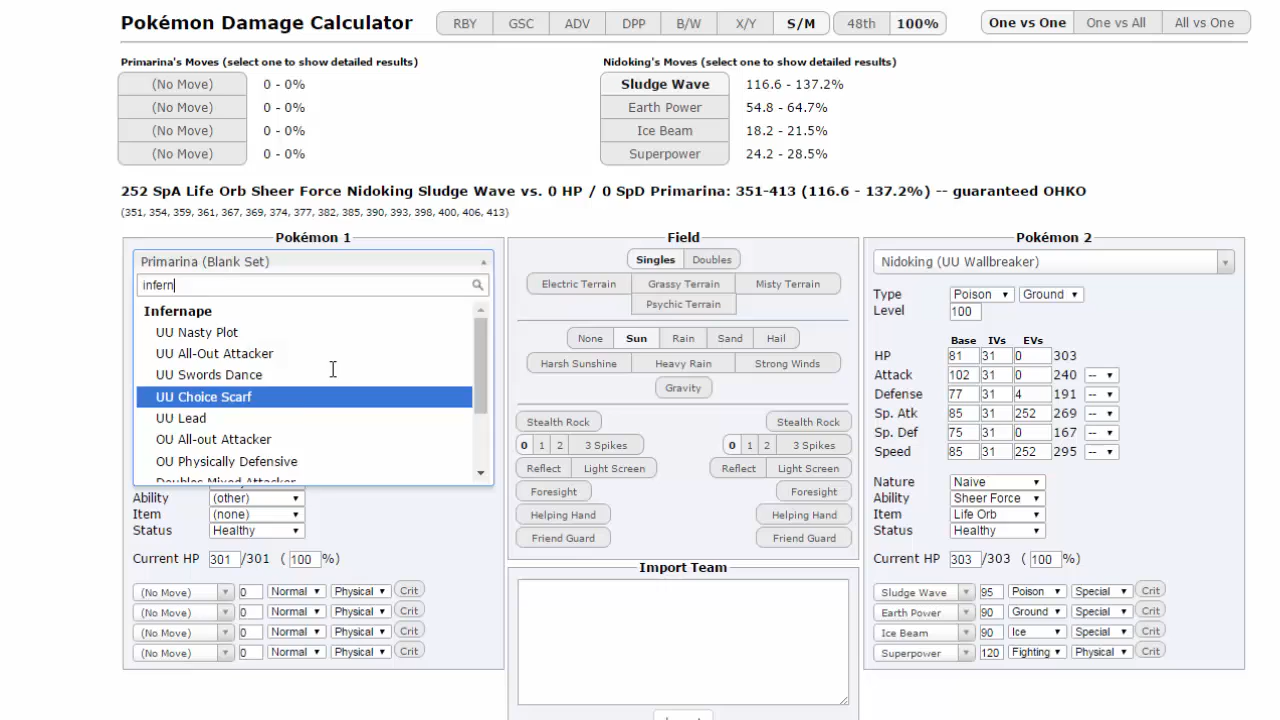 Pokémon Damage Calculator RBY GSC ADV DPP B/W X/Y S/M 48th 100% One vs One One vs All All vs One
Primarina's Moves (select one to show detailed results)
(No Move) 0 - 0%
(No Move) 0 - 0%
(No Move) 0 - 0%
(No Move) 0 - 0%
Nidoking's Moves (select one to show detailed results)
Sludge Wave 116.6 - 137.2%
Earth Power 54.8 - 64.7%
Ice Beam 18.2 - 21.5%
Superpower 24.2 - 28.5%
252 SpA Life Orb Sheer Force Nidoking Sludge Wave vs. 0 HP / 0 SpD Primarina: 351-413 (116.6 - 137.2%) -- guaranteed OHKO
(351, 354, 359, 361, 367, 369, 374, 377, 382, 385, 390, 393, 398, 400, 406, 413)
Pokémon 1
Primarina (Blank Set)
infern
Infernape
UU Nasty Plot
UU All-Out Attacker
UU Swords Dance
UU Choice Scarf
UU Lead
OU All-out Attacker
OU Physically Defensive
Doubles Mixed Attacker
Ability (other)
Item (none)
Status Healthy
Current HP 301 /301 ( 100 %)
(No Move) 0 Normal Physical Crit
(No Move) 0 Normal Physical Crit
(No Move) 0 Normal Physical Crit
(No Move) 0 Normal Physical Crit
Field
Singles Doubles
Electric Terrain Grassy Terrain Misty Terrain
Psychic Terrain
None Sun Rain Sand Hail
Harsh Sunshine Heavy Rain Strong Winds
Gravity
Stealth Rock Stealth Rock
0 1 2 3 Spikes 0 1 2 3 Spikes
Reflect Light Screen Reflect Light Screen
Foresight Foresight
Helping Hand Helping Hand
Friend Guard Friend Guard
Import Team
Pokémon 2
Nidoking (UU Wallbreaker)
Type Poison Ground
Level 100
Base IVs EVs
HP 81 31 0 303
Attack 102 31 0 240 --
Defense 77 31 4 191 --
Sp. Atk 85 31 252 269 --
Sp. Def 75 31 0 167 --
Speed 85 31 252 295 --
Nature Naive
Ability Sheer Force
Item Life Orb
Status Healthy
Current HP 303 /303 ( 100 %)
Sludge Wave 95 Poison Special Crit
Earth Power 90 Ground Special Crit
Ice Beam 90 Ice Special Crit
Superpower 120 Fighting Physical Crit